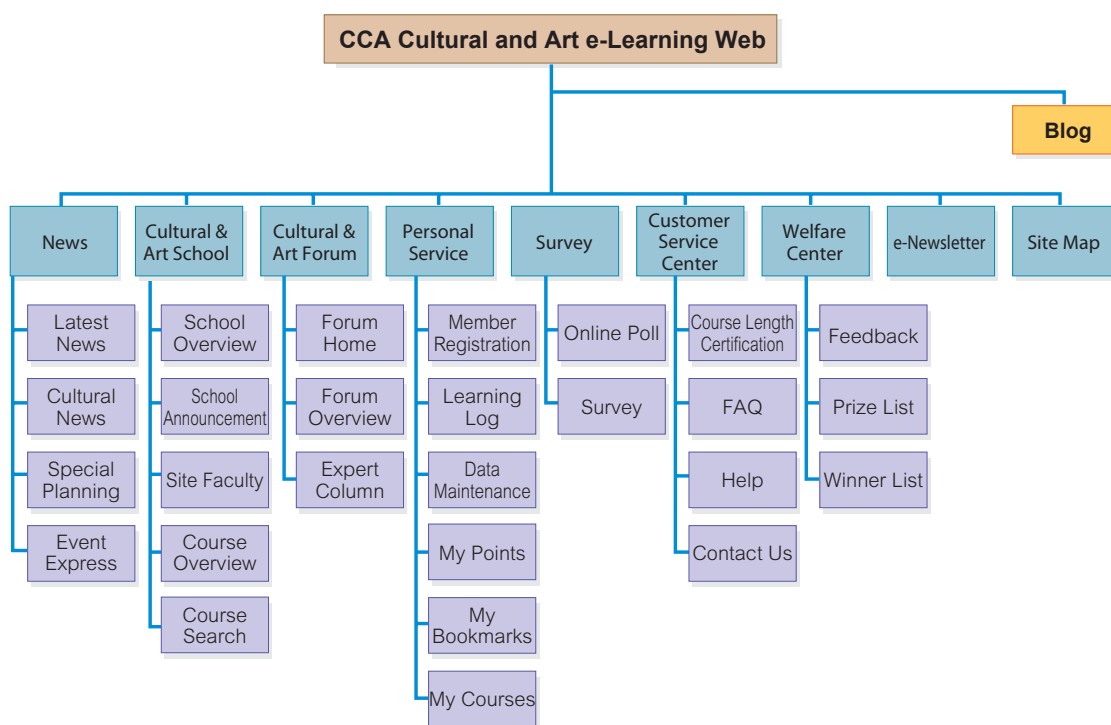 CCA Cultural and Art e-Learning Web
Blog
News
Cultural &
Art School
Cultural &
Art Forum
Personal
Service
Survey
Customer
Service
Center
Welfare
Center
e-Newsletter
Site Map
Latest
News
Cultural
News
Special
Planning
Event
Express
School
Overview
School
Announcement
Site Faculty
Course
Overview
Course
Search
Forum
Home
Forum
Overview
Expert
Column
Member
Registration
Learning
Log
Data
Maintenance
My Points
My
Bookmarks
My Courses
Online Poll
Survey
Course Length
Certification
FAQ
Help
Contact Us
Feedback
Prize List
Winner List